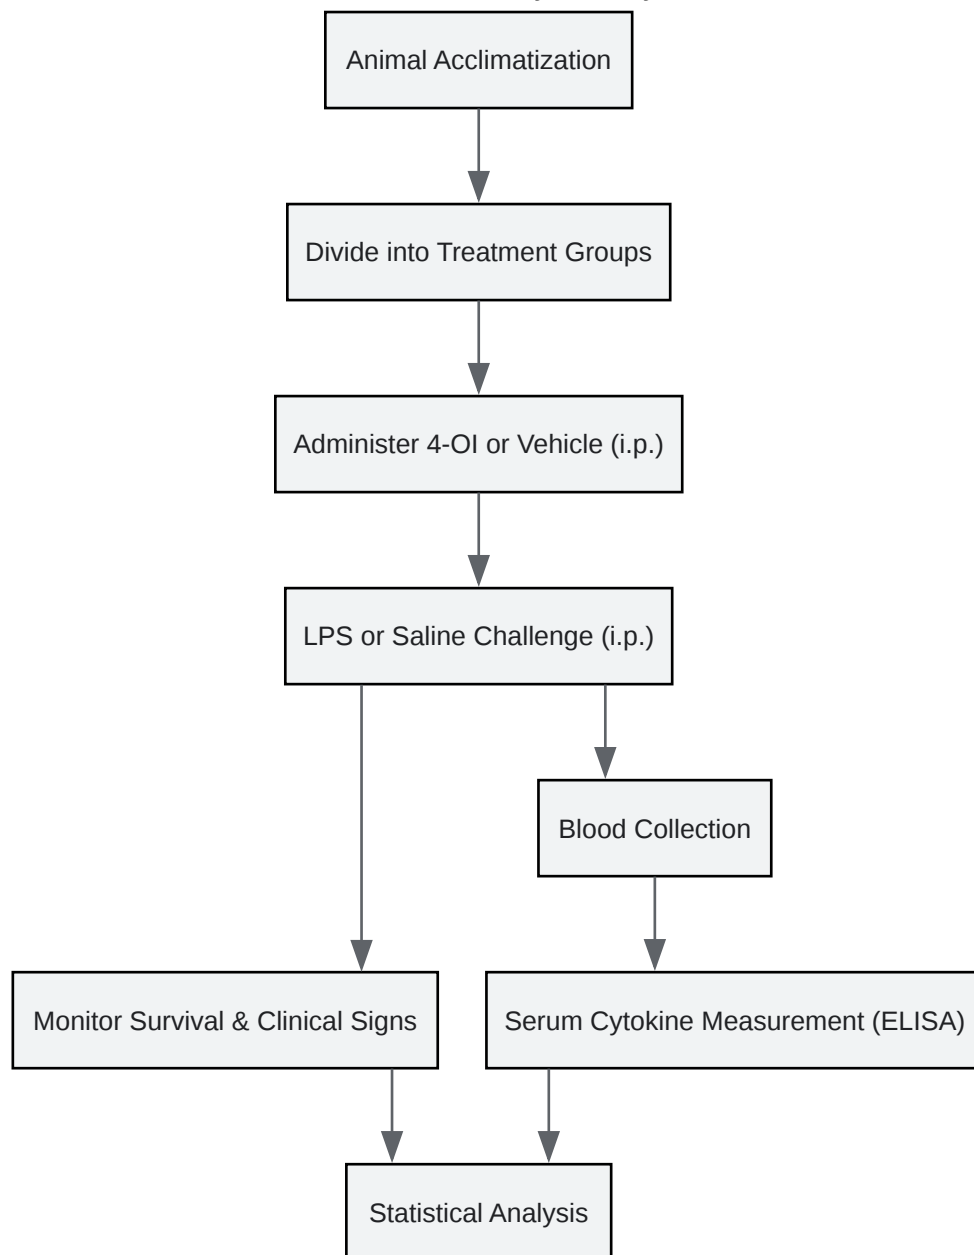 Animal Acclimatization
Divide into Treatment Groups
Administer 4-OI or Vehicle (i.p.)
LPS or Saline Challenge (i.p.)
Blood Collection
Monitor Survival & Clinical Signs
Serum Cytokine Measurement (ELISA)
Statistical Analysis